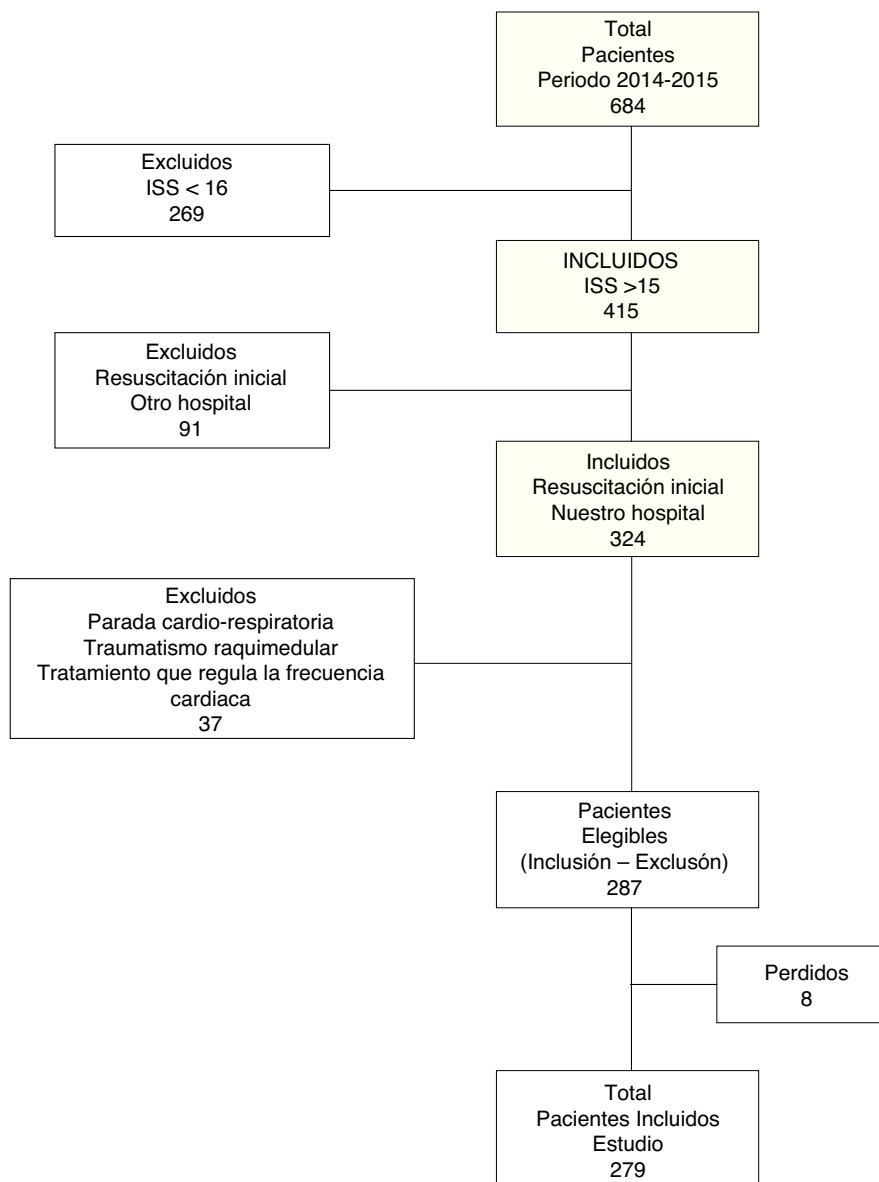 Total
Pacientes
Periodo 2014-2015
684
Excluidos
ISS < 16
269
INCLUIDOS
ISS >15
415
Excluidos
Resuscitación inicial
Otro hospital
91
Incluidos
Resuscitación inicial
Nuestro hospital
324
Excluidos
Parada cardio-respiratoria
Traumatismo raquimedular
Tratamiento que regula la frecuencia
cardiaca
37
Pacientes
Elegibles
(Inclusión – Exclusón)
287
Perdidos
8
Total
Pacientes Incluidos
Estudio
279